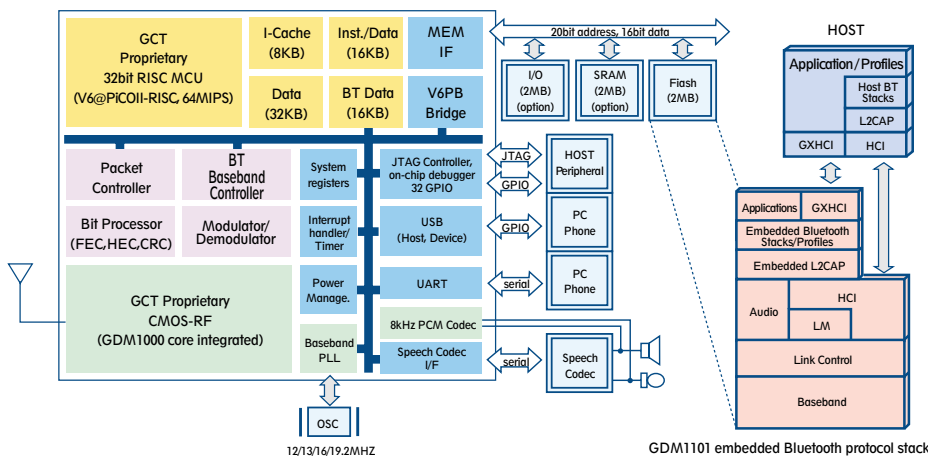 GCT
Proprietary
32bit RISC MCU
(V6@PiCOII-RISC, 64MIPS)
I-Cache
(8KB)
Inst./Data
(16KB)
MEM
IF
Data
(32KB)
BT Data
(16KB)
V6PB
Bridge
20bit address, 16bit data
I/O
(2MB)
(option)
SRAM
(2MB)
(option)
Fiash
(2MB)
Packet
Controller
BT
Baseband
Controller
System
registers
JTAG Controller,
on-chip debugger
32 GPIO
JTAG
GPIO
HOST
Peripheral
Bit Processor
(FEC,HEC,CRC)
Modulator/
Demodulator
Interrupt
handler/
Timer
USB
(Host, Device)
GPIO
PC
Phone
GCT Proprietary
CMOS-RF
(GDM1000 core integrated)
Power
Manage.
UART
serial
PC
Phone
8kHz PCM Codec
Baseband
PLL
Speech Codec
I/F
serial
Speech
Codec
OSC
12/13/16/19.2MHZ
HOST
Application/Profiles
Host BT
Stacks
L2CAP
GXHCI
HCI
Applications
GXHCI
Embedded Bluetooth
Stacks/Profiles
Embedded L2CAP
Audio
HCI
LM
Link Control
Baseband
GDM1101 embedded Bluetooth protocol stack